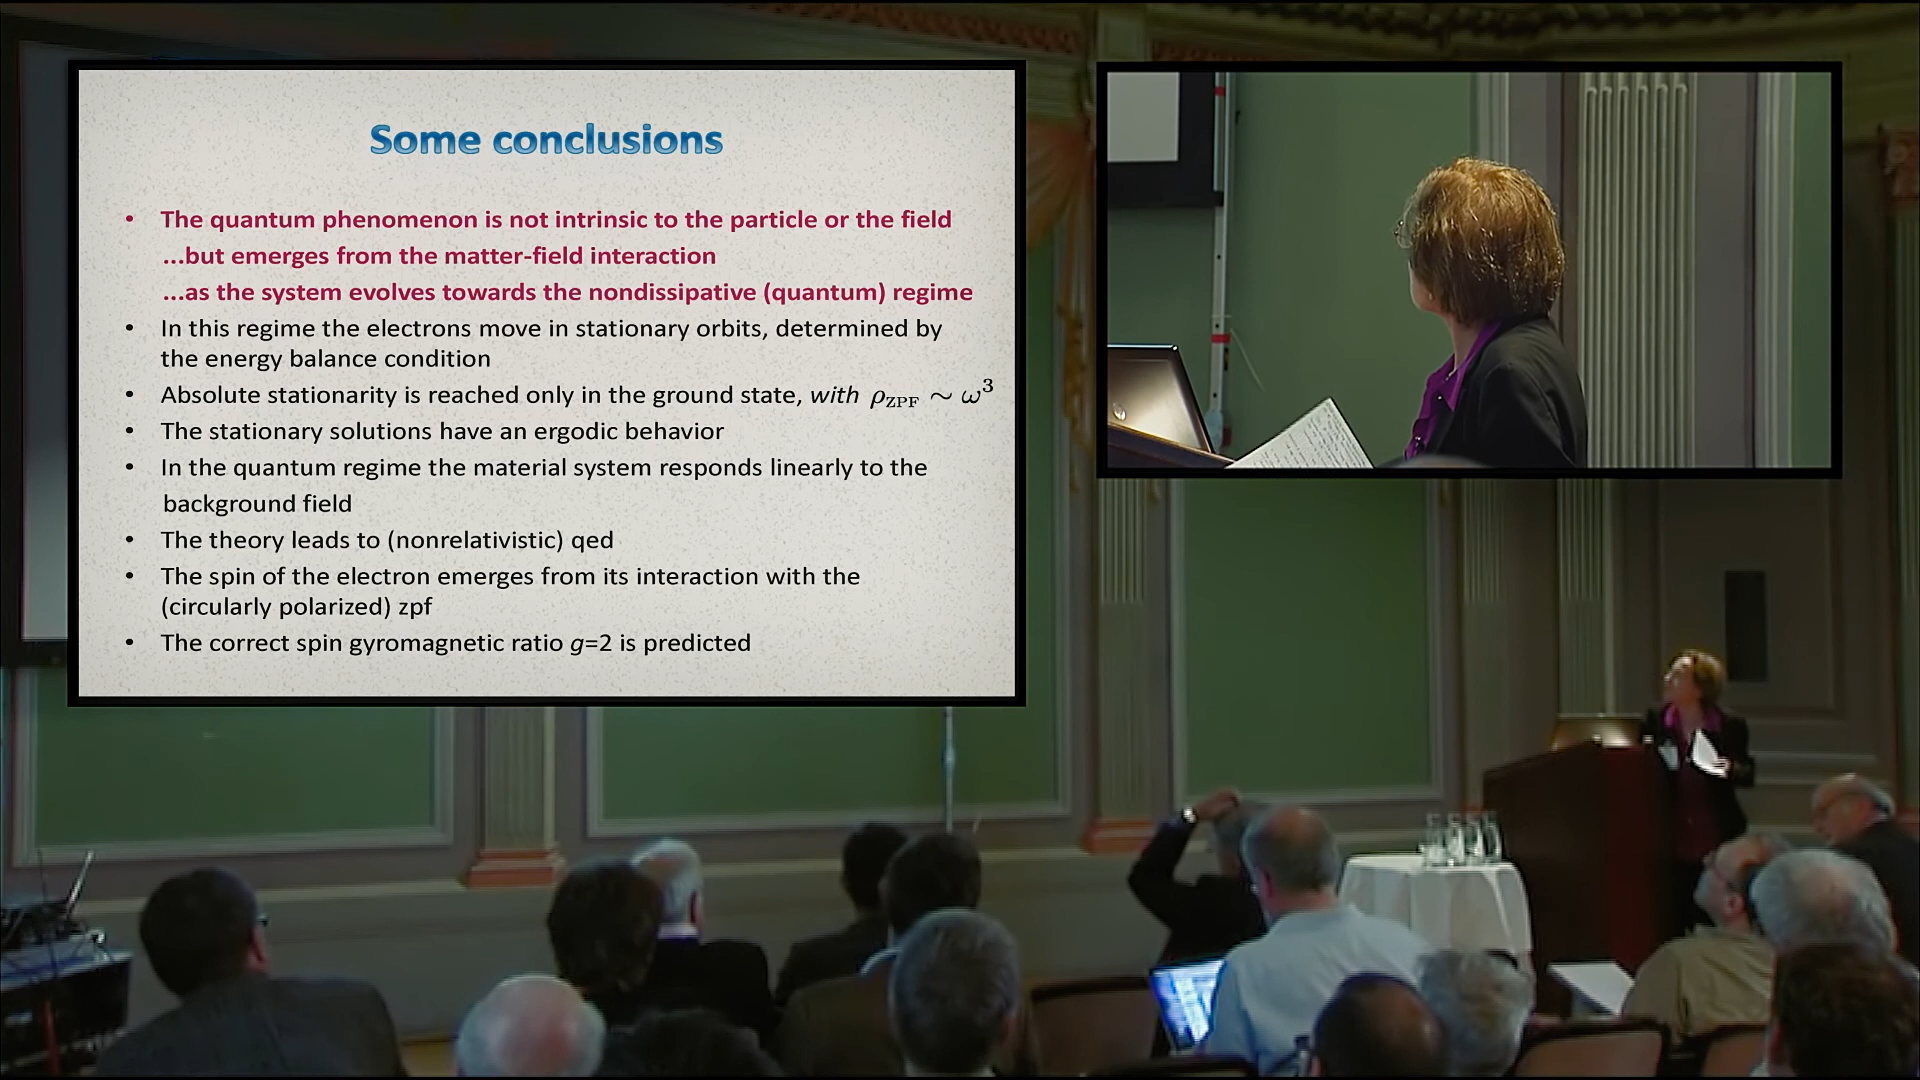 Some conclusions
• The quantum phenomenon is not intrinsic to the particle or the field
...but emerges from the matter-field interaction
...as the system evolves towards the nondissipative (quantum) regime
• In this regime the electrons move in stationary orbits, determined by
the energy balance condition
• Absolute stationarity is reached only in the ground state, with ρ_ZPF ∼ ω³
• The stationary solutions have an ergodic behavior
• In the quantum regime the material system responds linearly to the
background field
• The theory leads to (nonrelativistic) qed
• The spin of the electron emerges from its interaction with the
(circularly polarized) zpf
• The correct spin gyromagnetic ratio g=2 is predicted